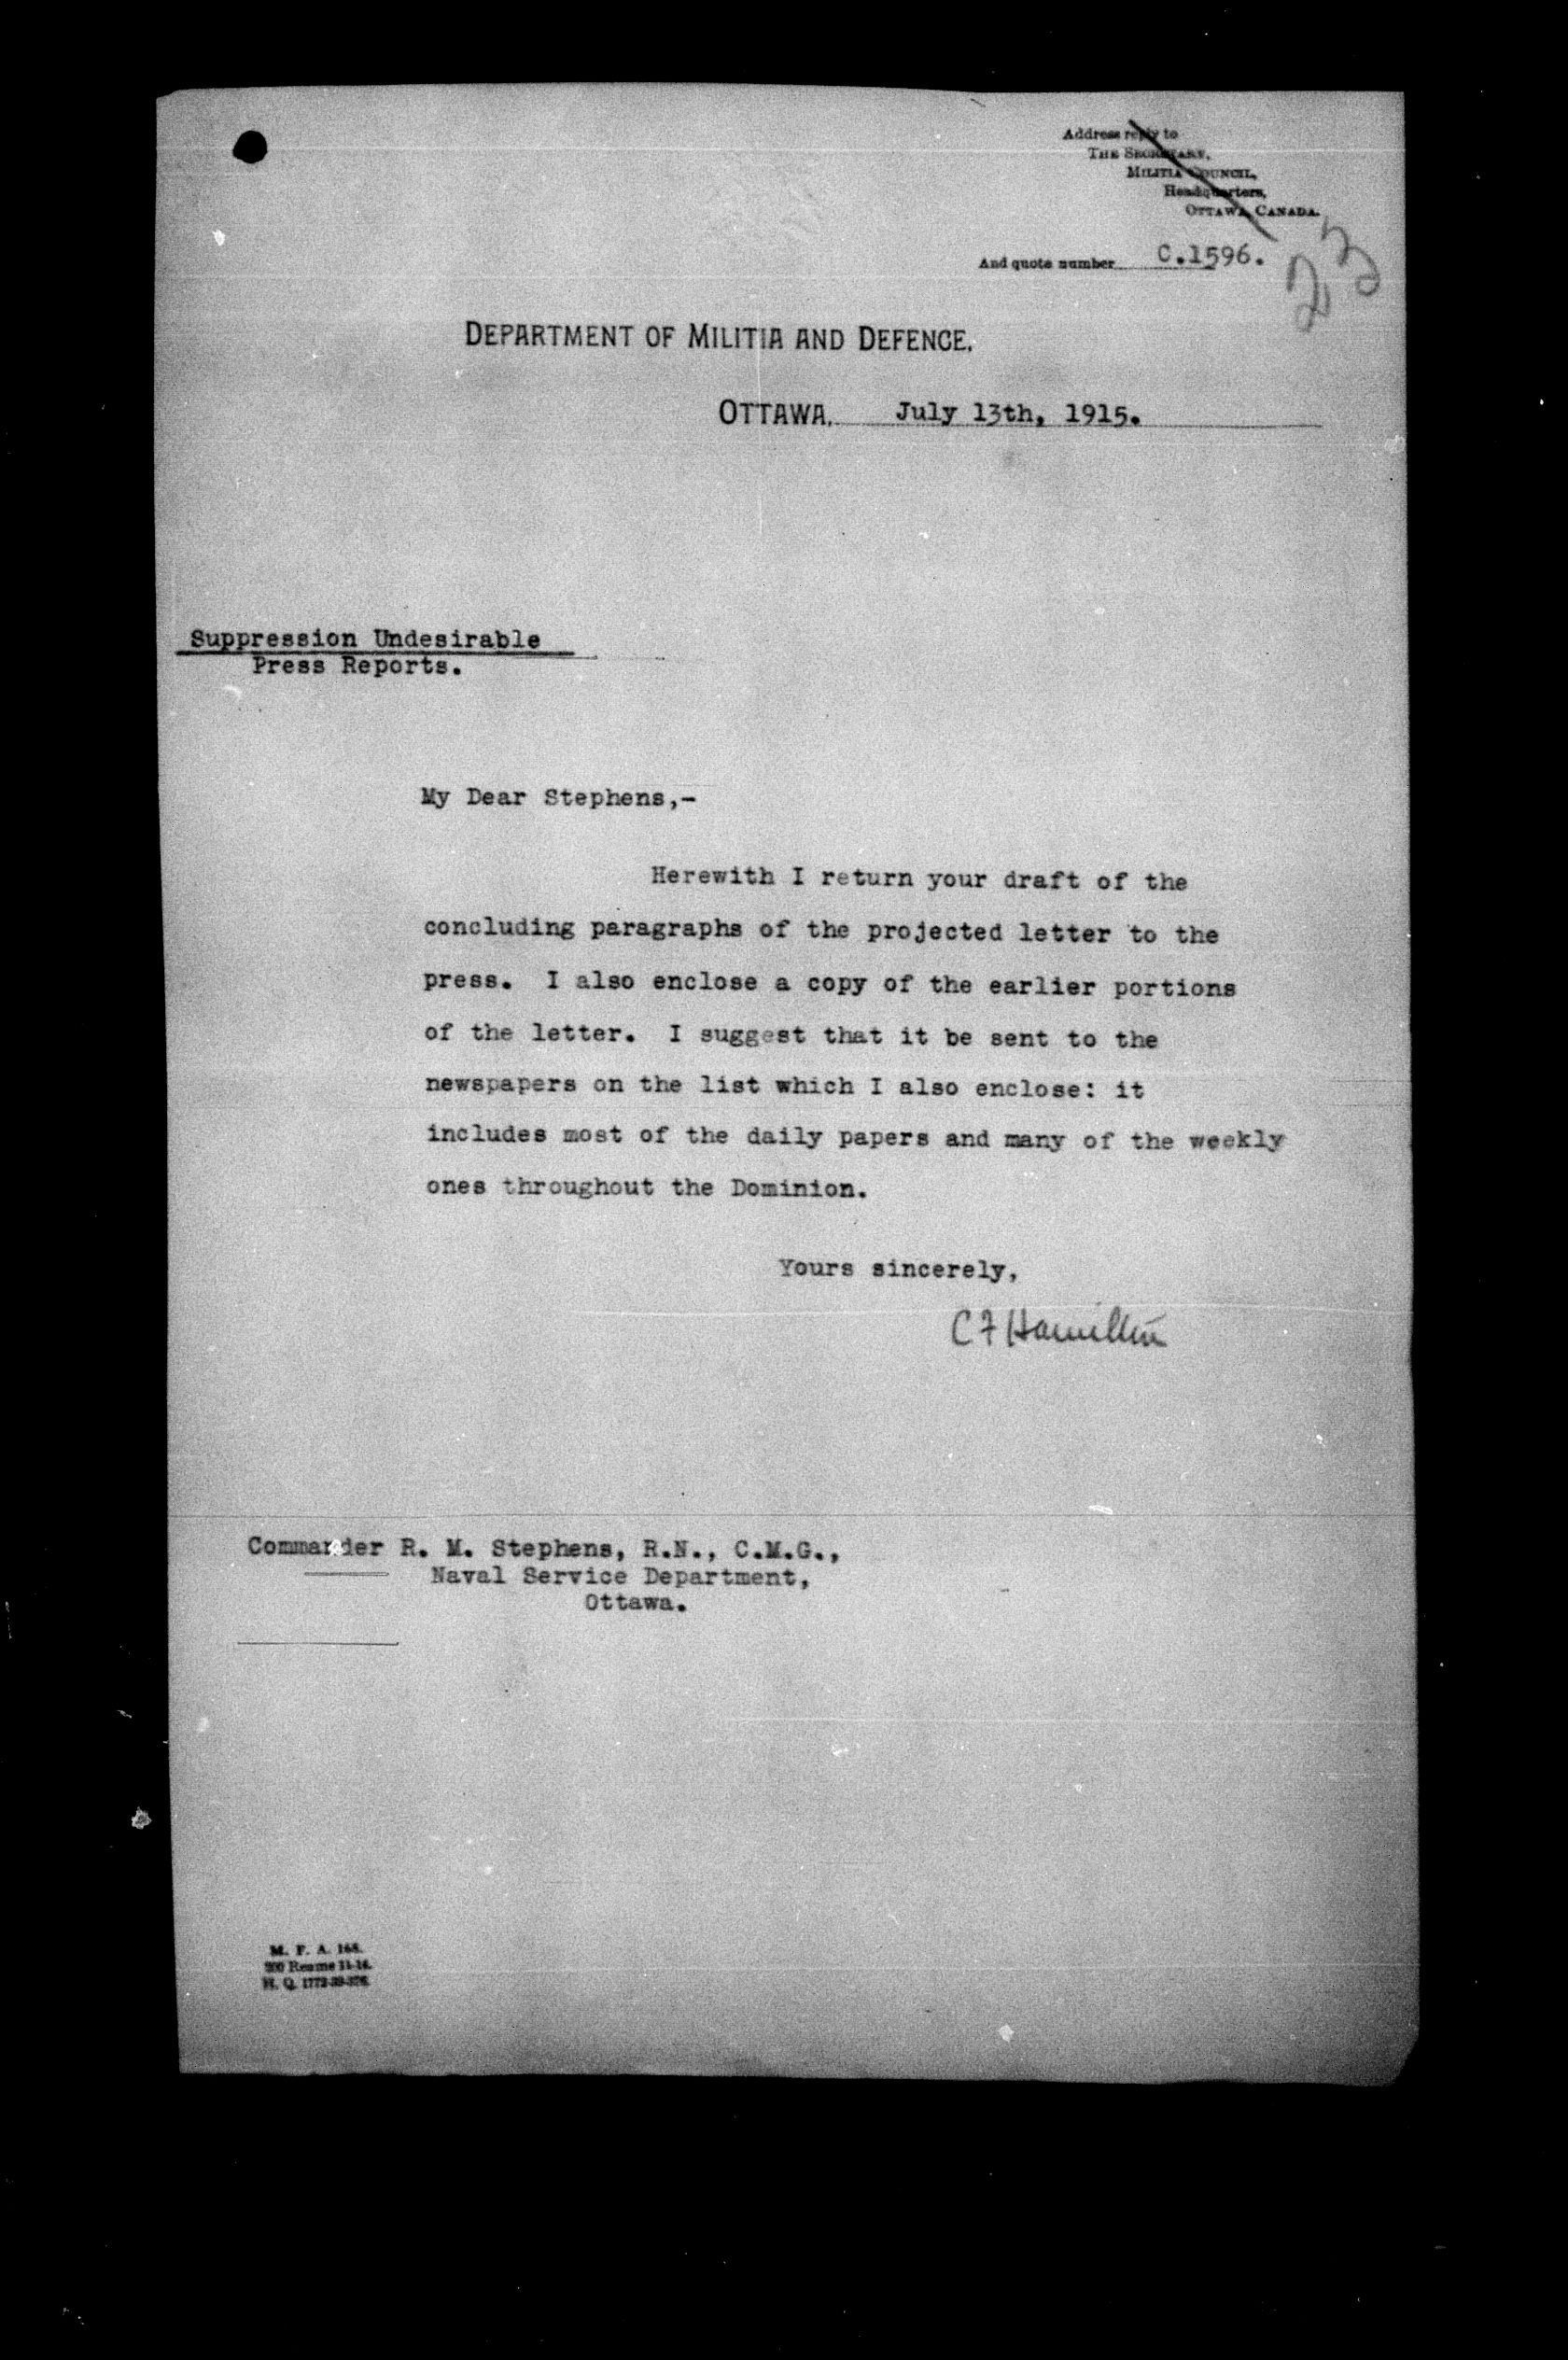 Address reply to
THE SECRETARY,
MILITIA COUNCIL,
Headquarters,
OTTAWA, CANADA.
And quote number C.1596.
23
DEPARTMENT OF MILITIA AND DEFENCE.
OTTAWA, July 13th, 1915.
Suppression Undesirable
Press Reports.
My Dear Stephens,-
Herewith I return your draft of the
concluding paragraphs of the projected letter to the
press. I also enclose a copy of the earlier portions
of the letter. I suggest that it be sent to the
newspapers on the list which I also enclose: it
includes most of the daily papers and many of the weekly
ones throughout the Dominion.
Yours sincerely,
C F Hamilton
Commander R. M. Stephens, R.N., C.M.G.,
Naval Service Department,
Ottawa.
M. F. A.
Reams
H. Q.